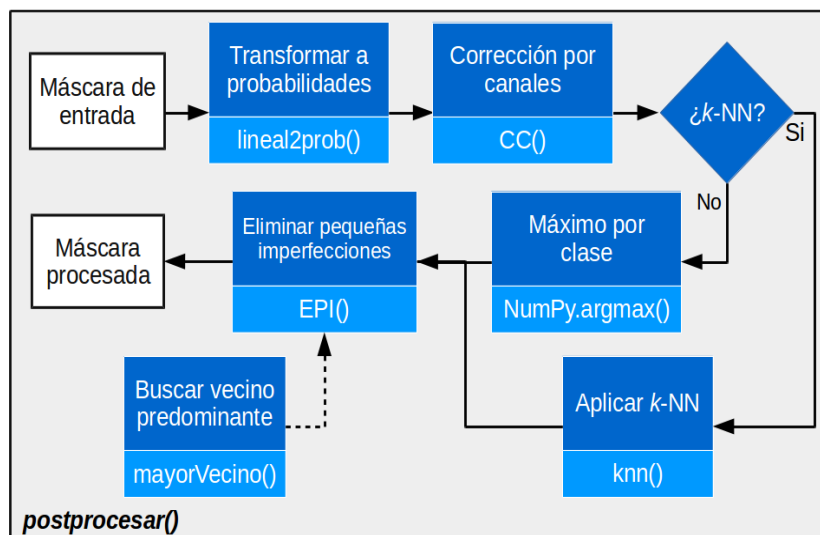 Máscara de
entrada
Transformar a
probabilidades
lineal2prob()
Corrección por
canales
CC()
¿k-NN?
Si
No
Máximo por
clase
NumPy.argmax()
Eliminar pequeñas
imperfecciones
EPI()
Máscara
procesada
Buscar vecino
predominante
mayorVecino()
Aplicar k-NN
knn()
postprocesar()